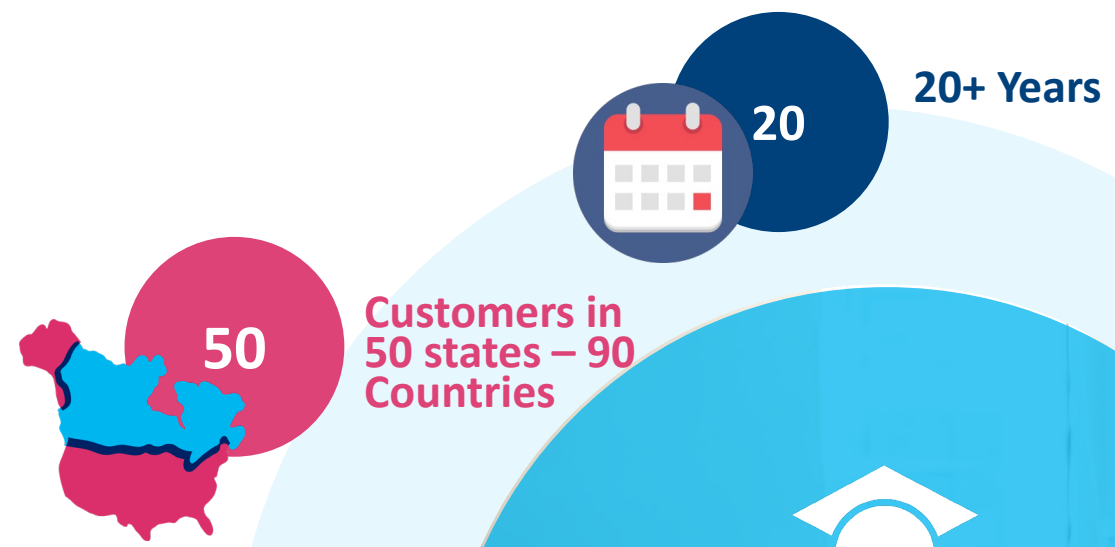 20
20+ Years
50
Customers in
50 states – 90
Countries